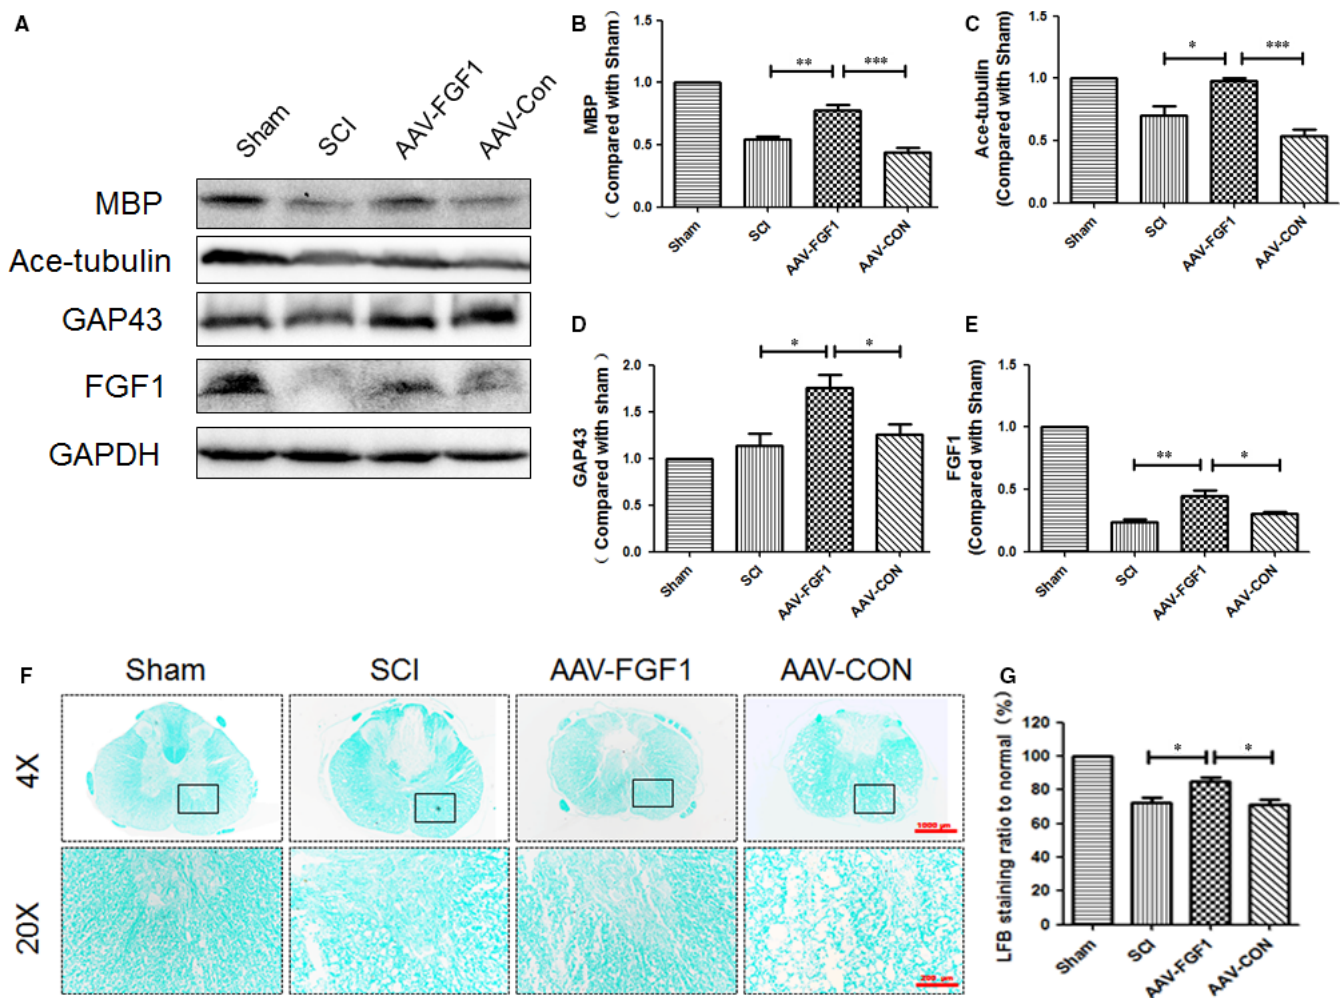 A
Sham
SCI
AAV-FGF1
AAV-Con
MBP
Ace-tubulin
GAP43
FGF1
GAPDH
B
MBP
( Compared with Sham )
1.5
1.0
0.5
0.0
**
***
Sham
SCI
AAV-FGF1
AAV-CON
C
Ace-tubulin
(Compared with Sham)
1.5
1.0
0.5
0.0
*
***
Sham
SCI
AAV-FGF1
AAV-CON
D
GAP43
( Compared with sham )
2.0
1.5
1.0
0.5
0.0
*
*
Sham
SCI
AAV-FGF1
AAV-CON
E
FGF1
(Compared with Sham)
1.5
1.0
0.5
0.0
**
*
Sham
SCI
AAV-FGF1
AAV-CON
F
Sham
SCI
AAV-FGF1
AAV-CON
4X
1000 μm
20X
200 μm
G
LFB staining ratio to normal (%)
120
100
80
60
40
20
0
*
*
Sham
SCI
AAV-FGF1
AAV-CON